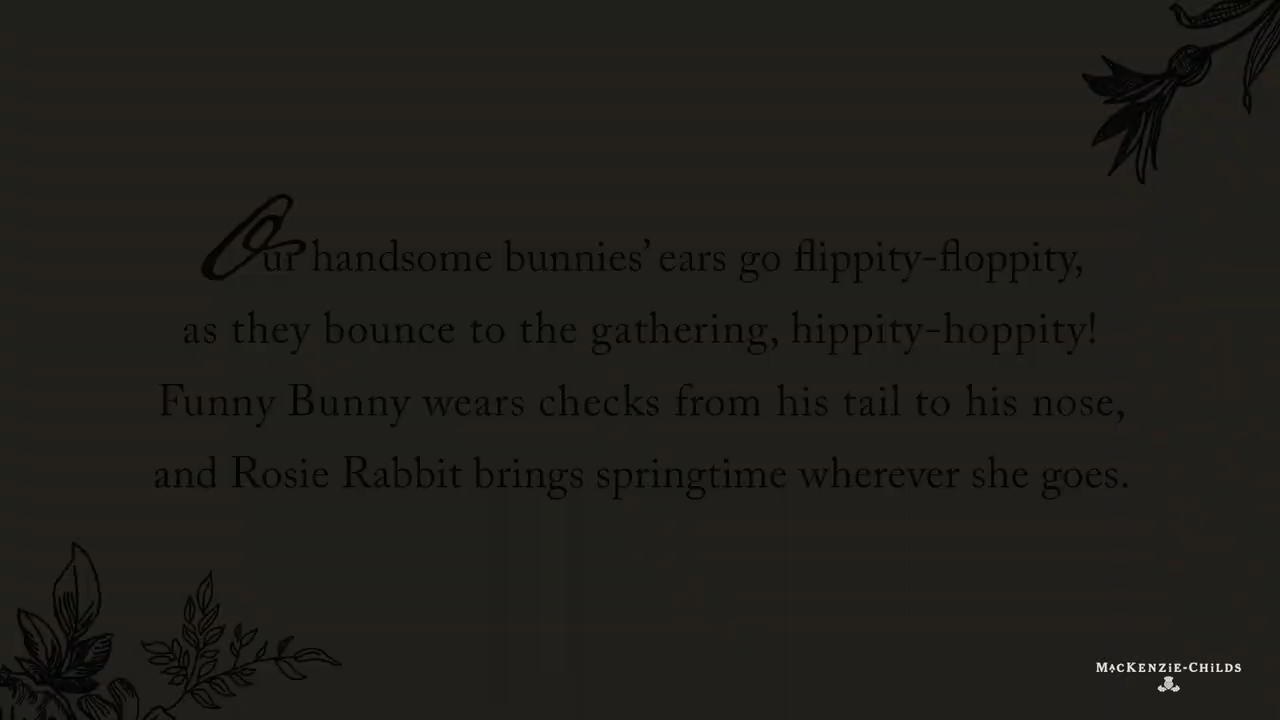 Our handsome bunnies’ ears go flippity-floppity,
as they bounce to the gathering, hippity-hoppity!
Funny Bunny wears checks from his tail to his nose,
and Rosie Rabbit brings springtime wherever she goes.
MACKENZIE-CHILDS